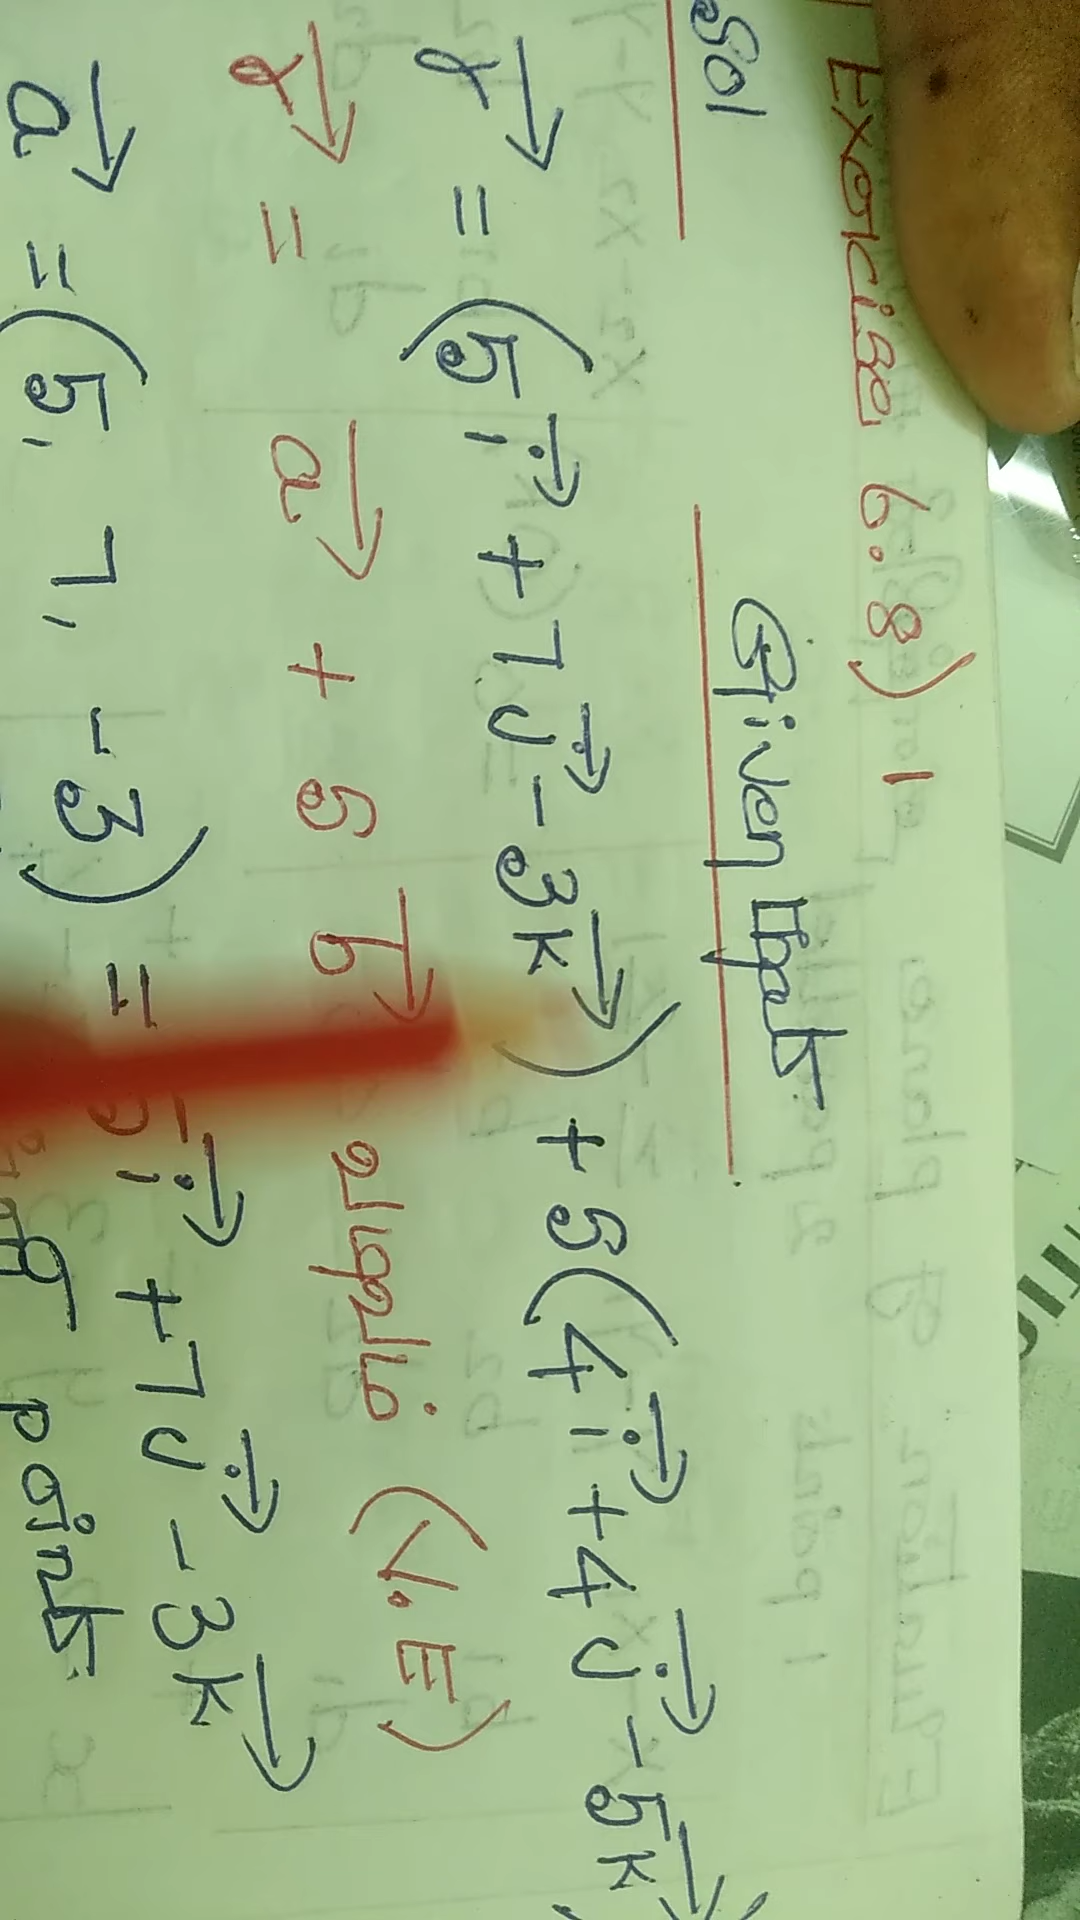 Exercise 6.8) 1
Sol
Given that
r⃗ = (5i⃗ + 7j⃗ - 3k⃗) + s(4i⃗ + 4j⃗ - 5k⃗)
r⃗ = a⃗ + s b⃗ (V.E)
a⃗ = (5, 7, -3) = 5i⃗ + 7j⃗ - 3k⃗
point